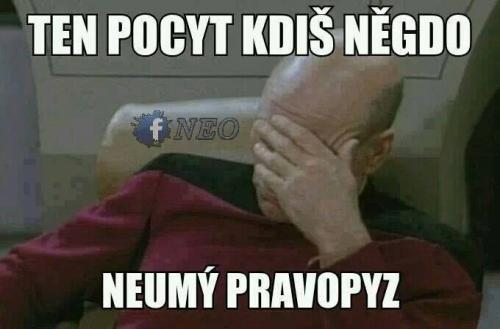 TEN POCYT KDIŠ NĚGDO
f NEO
NEUMÝ PRAVOPYZ